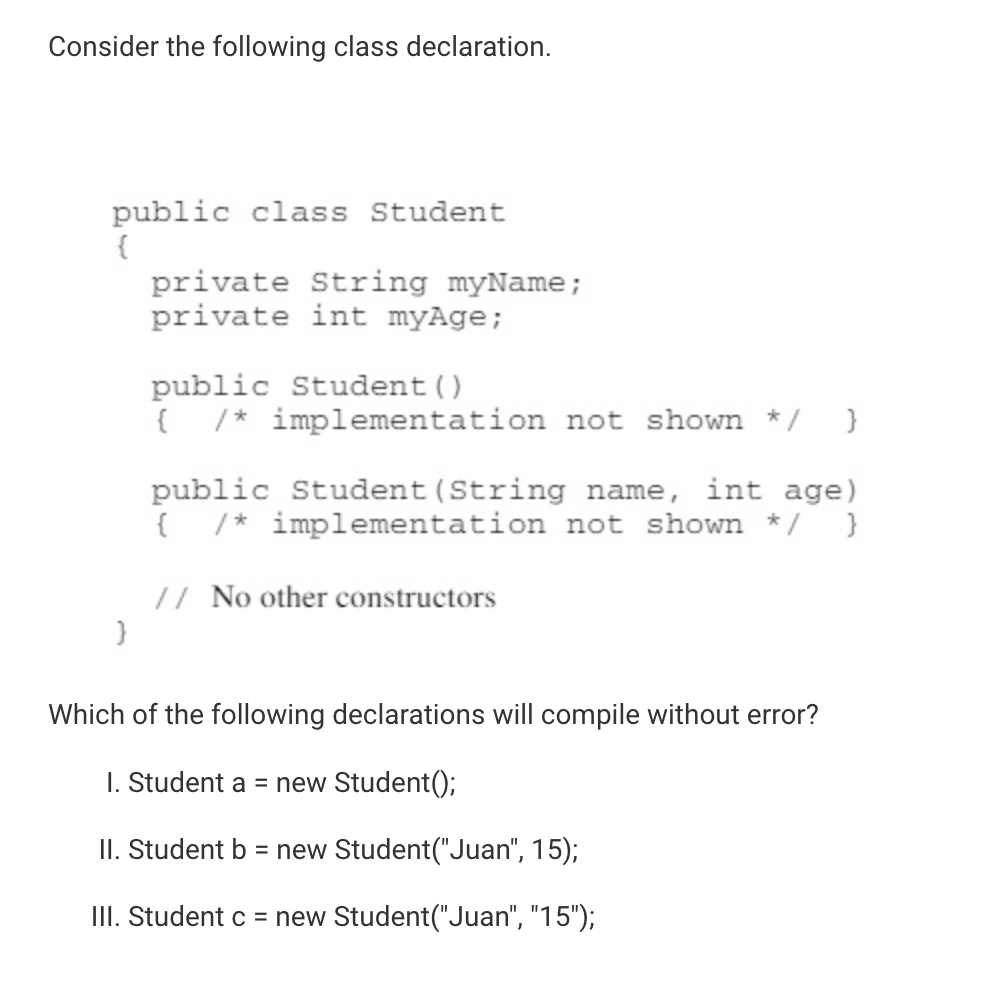 Consider the following class declaration.
public class Student
{
private String myName;
private int myAge;
public Student()
{ /* implementation not shown */ }
public Student(String name, int age)
{ /* implementation not shown */ }
// No other constructors
}
Which of the following declarations will compile without error?
I. Student a = new Student();
II. Student b = new Student("Juan", 15);
III. Student c = new Student("Juan", "15");